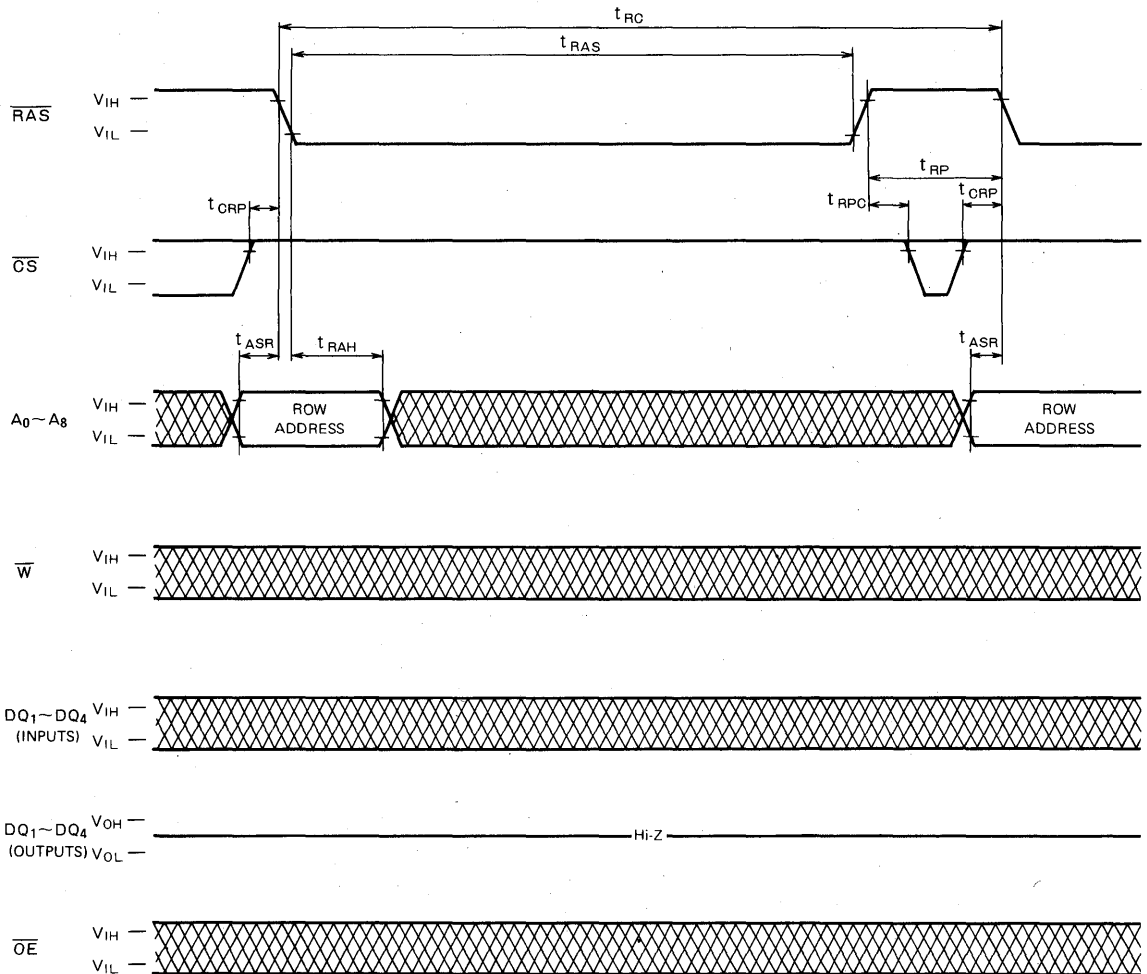 tRC
tRAS
RAS
VIH
VIL
tRP
tCRP
tRPC
tCRP
CS
VIH
VIL
tASR
tRAH
tASR
A0~A8
VIH
VIL
ROW
ADDRESS
ROW
ADDRESS
W
VIH
VIL
DQ1~DQ4
(INPUTS)
VIH
VIL
DQ1~DQ4
(OUTPUTS)
VOH
VOL
Hi-Z
OE
VIH
VIL